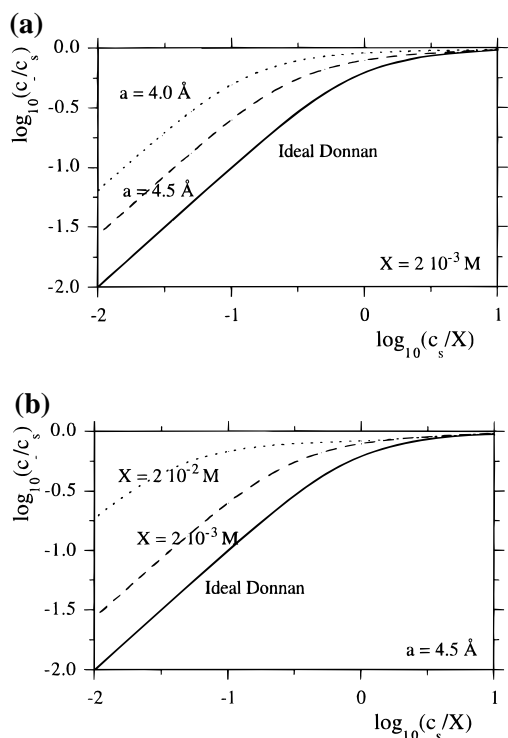 (a)
0.0
-0.5
-1.0
-1.5
-2.0
log₁₀(c₋/cₛ)
a = 4.0 Å
a = 4.5 Å
Ideal Donnan
X = 2 10⁻³ M
-2
-1
0
1
log₁₀(cₛ/X)
(b)
0.0
-0.5
-1.0
-1.5
-2.0
log₁₀(c₋/cₛ)
X = 2 10⁻² M
X = 2 10⁻³ M
Ideal Donnan
a = 4.5 Å
-2
-1
0
1
log₁₀(cₛ/X)